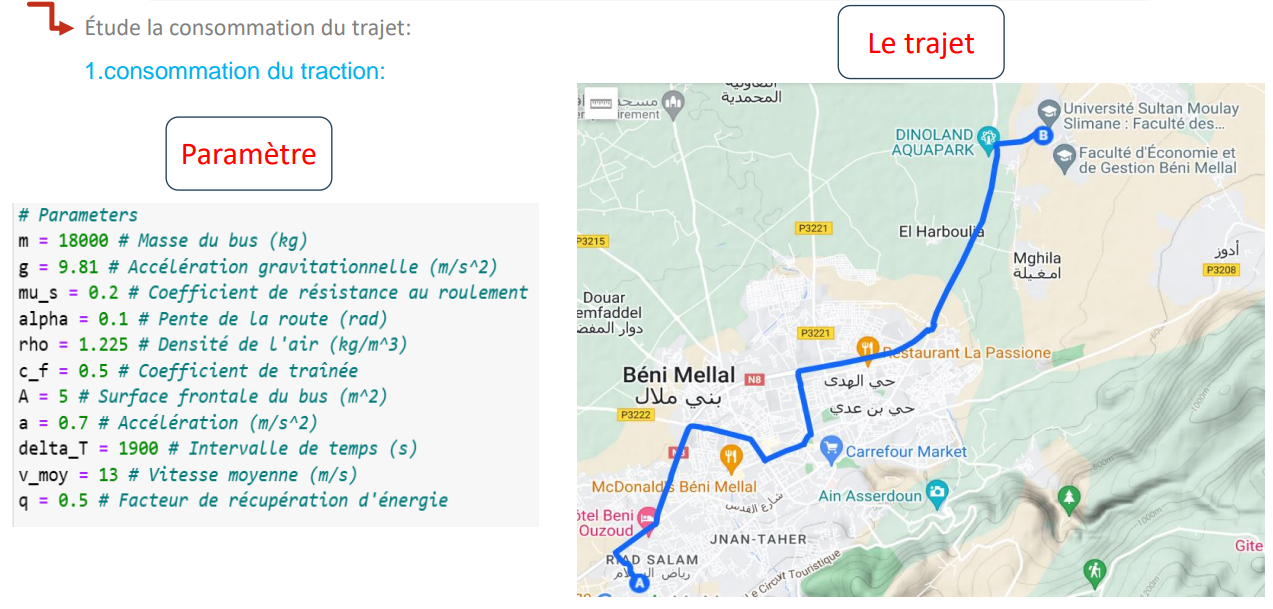 Étude la consommation du trajet:
1.consommation du traction:
Paramètre
# Parameters
m = 18000 # Masse du bus (kg)
g = 9.81 # Accélération gravitationnelle (m/s^2)
mu_s = 0.2 # Coefficient de résistance au roulement
alpha = 0.1 # Pente de la route (rad)
rho = 1.225 # Densité de l'air (kg/m^3)
c_f = 0.5 # Coefficient de traînée
A = 5 # Surface frontale du bus (m^2)
a = 0.7 # Accélération (m/s^2)
delta_T = 1900 # Intervalle de temps (s)
v_moy = 13 # Vitesse moyenne (m/s)
q = 0.5 # Facteur de récupération d'énergie
Le trajet
المحمدية
Université Sultan Moulay
Slimane : Faculté des...
DINOLAND
AQUAPARK
B
Faculté d'Économie et
de Gestion Béni Mellal
P3221
El Harboulia
P3215
Mghila
امغيلة
أدوز
P3208
Douar
emfaddel
دوار المفض
P3221
Restaurant La Passione
Béni Mellal
N8
بني ملال
حي الهدى
حي بن عدي
P3222
Carrefour Market
McDonald's Béni Mellal
شارع القدس
Ain Asserdoun
ôtel Beni
Ouzoud
JNAN-TAHER
RIAD SALAM
رياض السلام
A
Le Circuit Touristique
Gite
1000m
800m
1000m
1200m